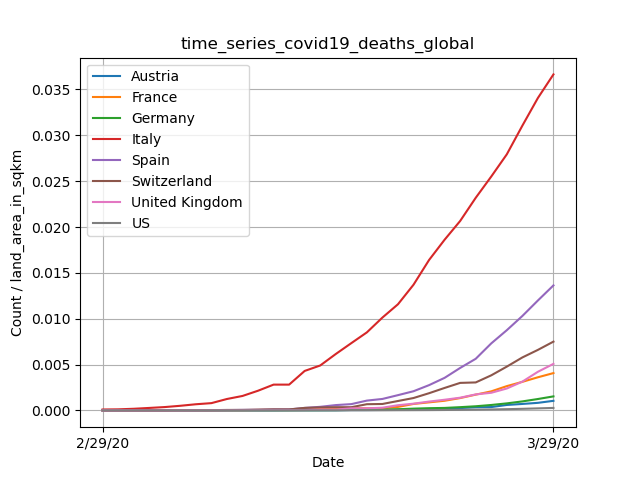 time_series_covid19_deaths_global
Count / land_area_in_sqkm
0.035
0.030
0.025
0.020
0.015
0.010
0.005
0.000
Austria
France
Germany
Italy
Spain
Switzerland
United Kingdom
US
2/29/20
3/29/20
Date